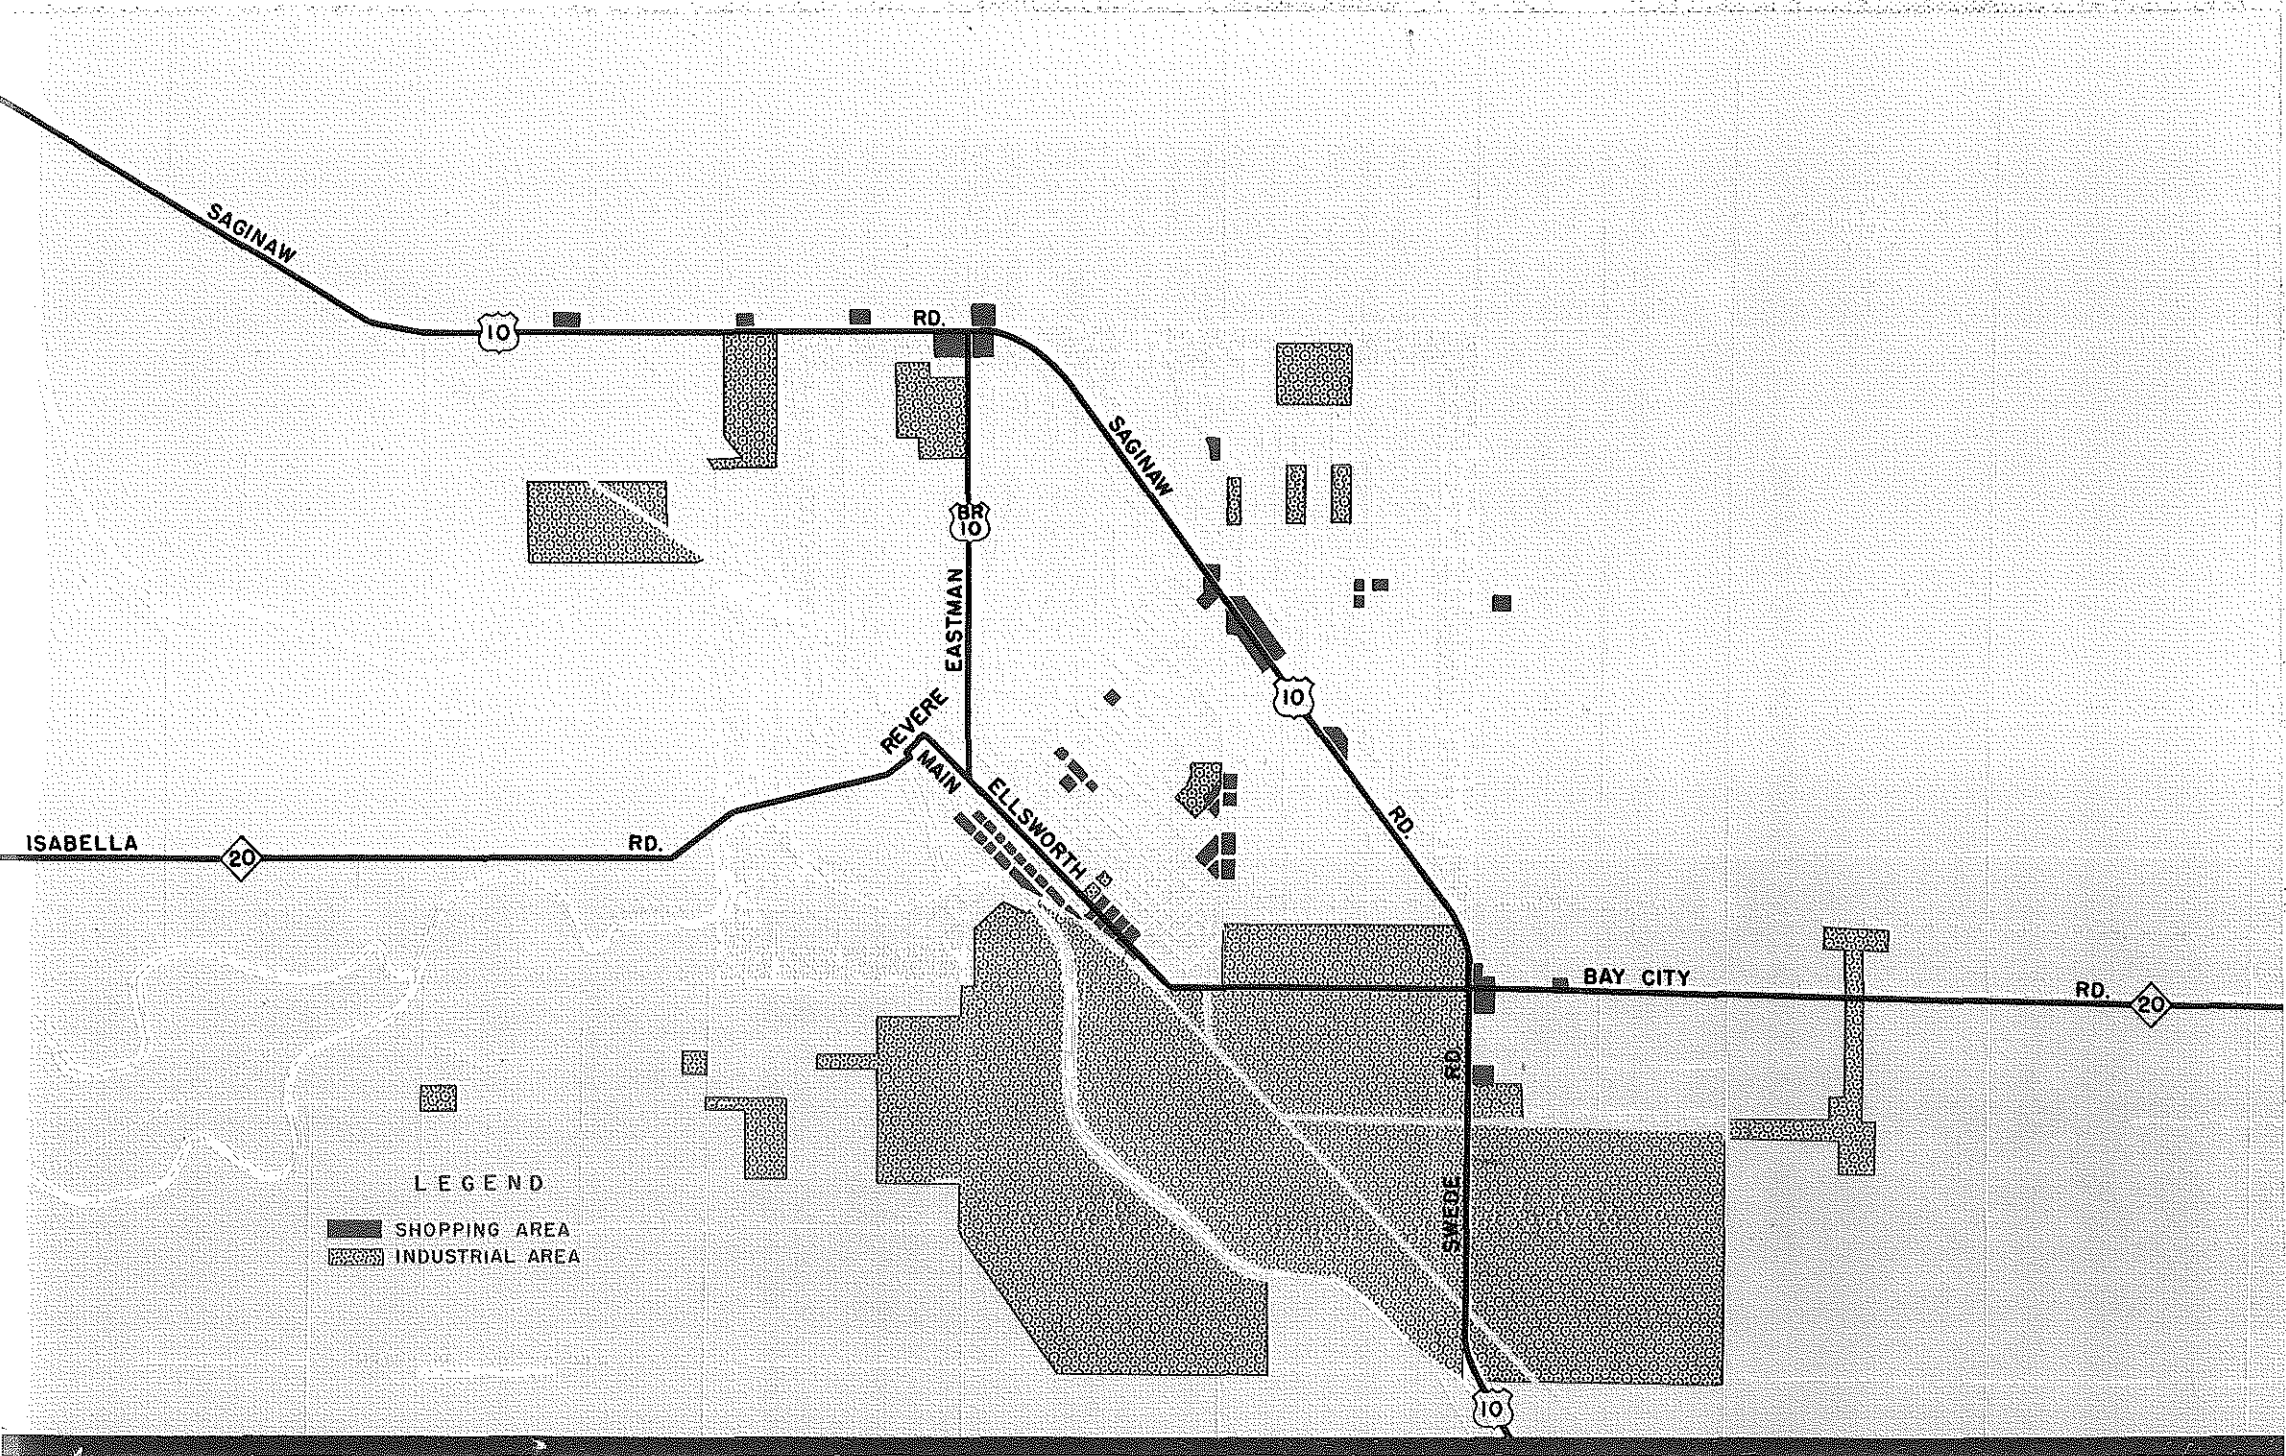 SAGINAW
10
RD.
SAGINAW
BR
10
EASTMAN
REVERE
MAIN
ELLSWORTH
10
RD.
ISABELLA
20
RD.
BAY CITY
RD.
20
RD.
SWEDE
LEGEND
SHOPPING AREA
INDUSTRIAL AREA
10